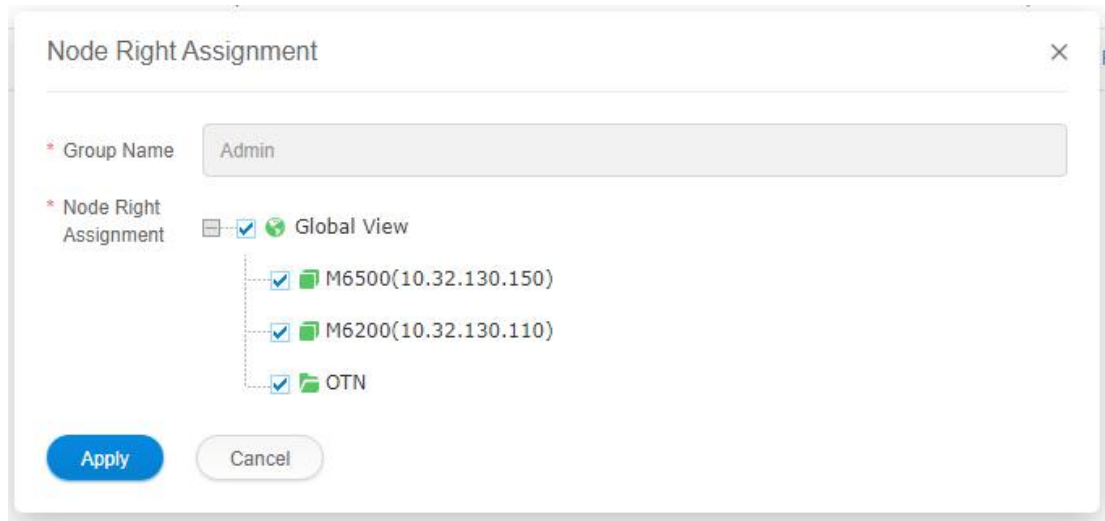 Node Right Assignment
* Group Name Admin
* Node Right
Assignment
Global View
M6500(10.32.130.150)
M6200(10.32.130.110)
OTN
Apply Cancel